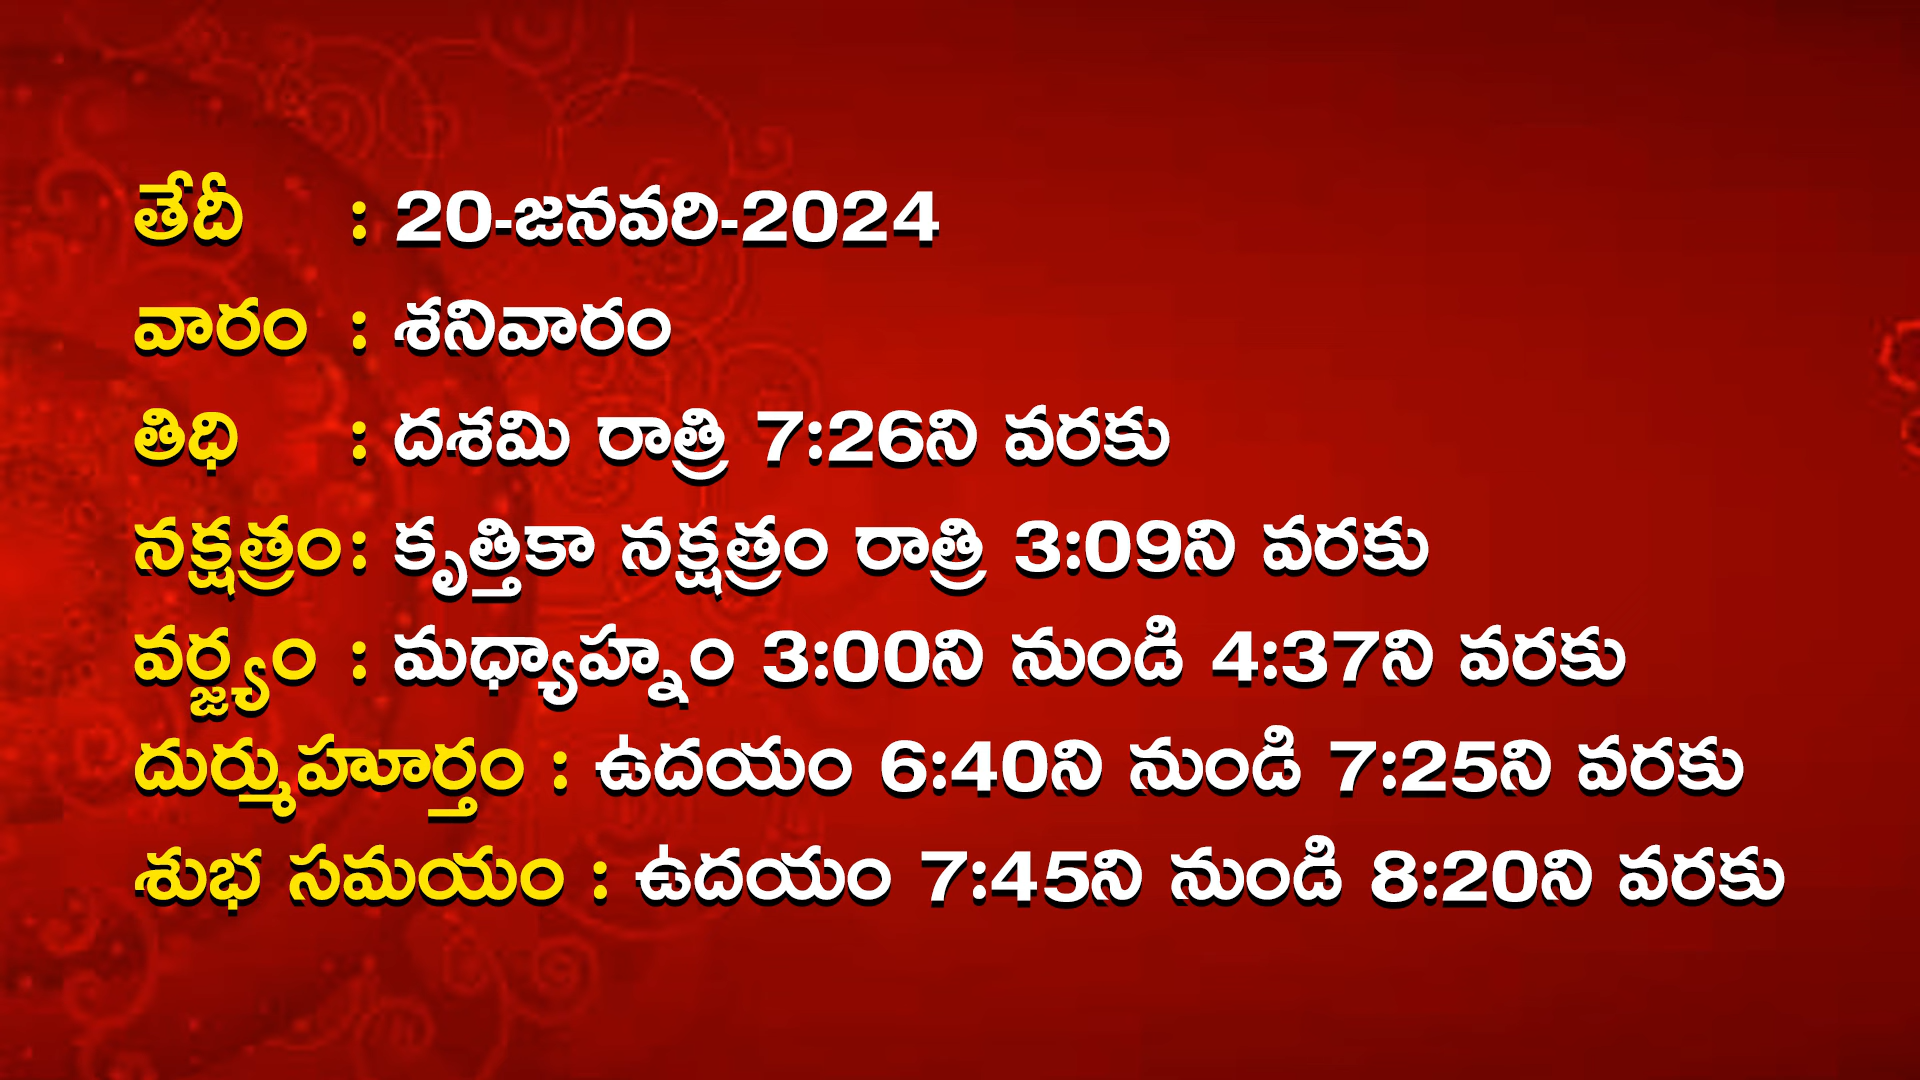 తేదీ : 20-జనవరి-2024
వారం : శనివారం
తిధి : దశమి రాత్రి 7:26ని వరకు
నక్షత్రం: కృత్తికా నక్షత్రం రాత్రి 3:09ని వరకు
వర్జ్యం : మధ్యాహ్నం 3:00ని నుండి 4:37ని వరకు
దుర్ముహూర్తం : ఉదయం 6:40ని నుండి 7:25ని వరకు
శుభ సమయం : ఉదయం 7:45ని నుండి 8:20ని వరకు